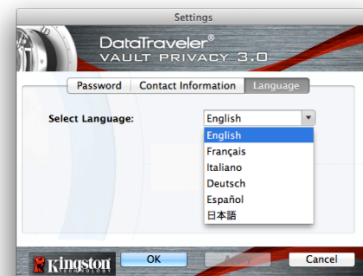 Settings
DataTraveler®
VAULT PRIVACY 3.0
Password Contact Information Language
Select Language: English
English
Français
Italiano
Deutsch
Español
日本語
Kingston
TECHNOLOGY
OK Cancel